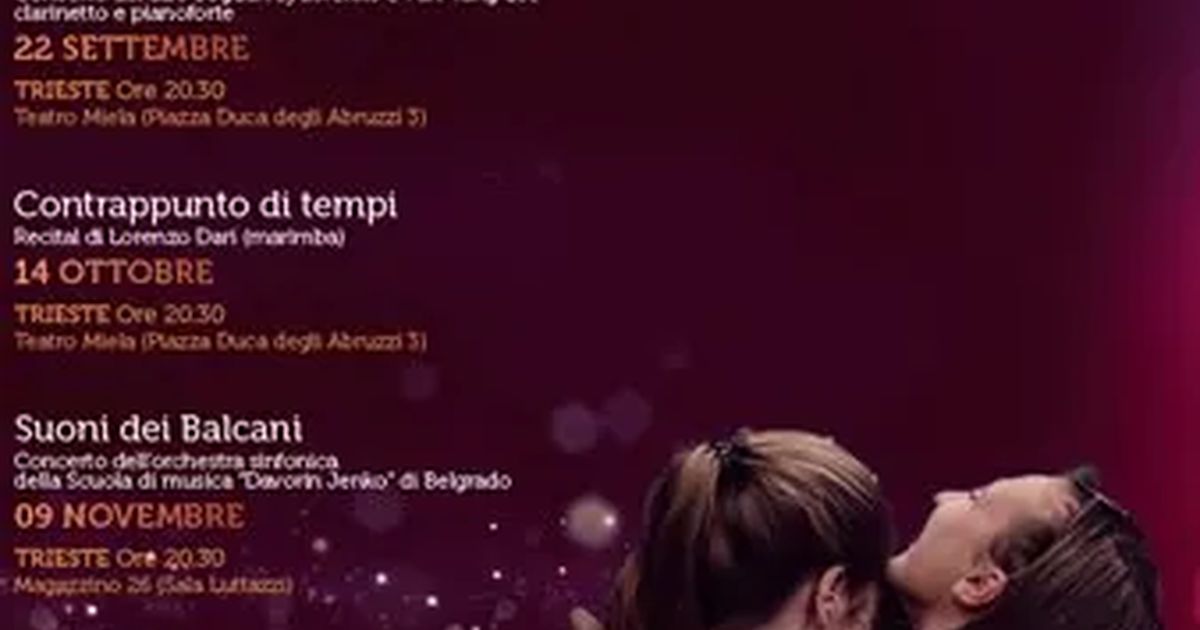 clarinetto e pianoforte
22 SETTEMBRE
TRIESTE Ore 20.30
Teatro Miela (Piazza Duca degli Abruzzi 3)
Contrappunto di tempi
Recital di Lorenzo Dari (marimba)
14 OTTOBRE
TRIESTE Ore 20.30
Teatro Miela (Piazza Duca degli Abruzzi 3)
Suoni dei Balcani
Concerto dell'orchestra sinfonica
della Scuola di musica "Davorin Jenko" di Belgrado
09 NOVEMBRE
TRIESTE Ore 20.30
Magazzino 26 (Sala Luttazzi)